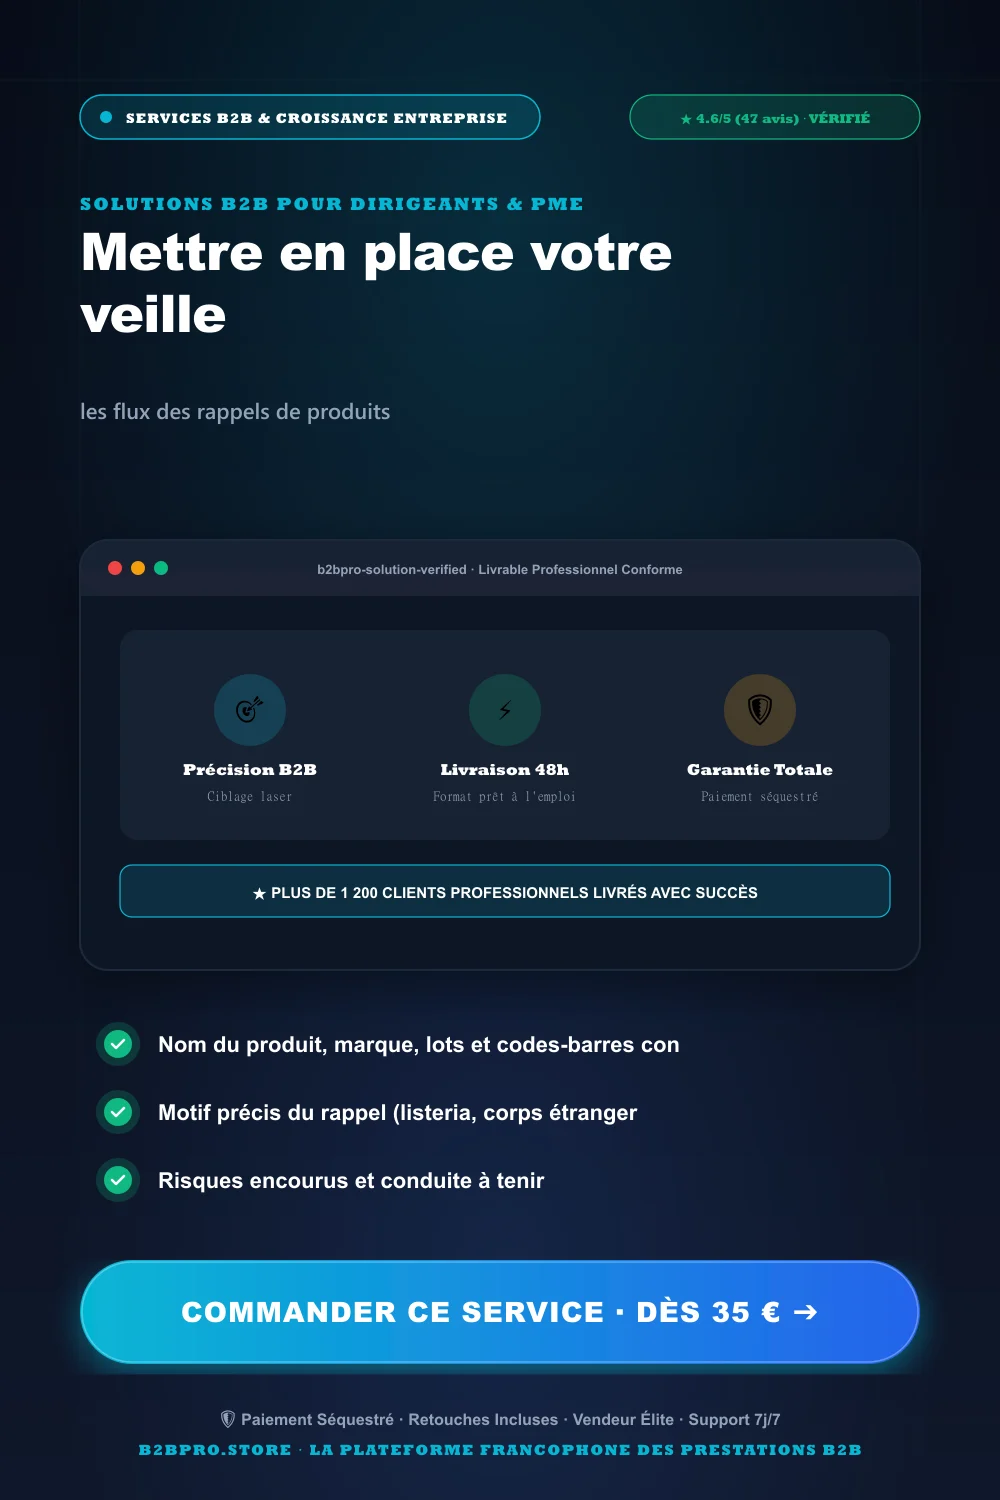 SERVICES B2B & CROISSANCE ENTREPRISE
★ 4.6/5 (47 avis) · VÉRIFIÉ
SOLUTIONS B2B POUR DIRIGEANTS & PME
Mettre en place votre
veille
les flux des rappels de produits
b2bpro-solution-verified · Livrable Professionnel Conforme
Précision B2B
Ciblage laser
Livraison 48h
Format prêt à l'emploi
Garantie Totale
Paiement séquestré
★ PLUS DE 1 200 CLIENTS PROFESSIONNELS LIVRÉS AVEC SUCCÈS
Nom du produit, marque, lots et codes-barres con
Motif précis du rappel (listeria, corps étranger
Risques encourus et conduite à tenir
COMMANDER CE SERVICE · DÈS 35 € →
Paiement Séquestré · Retouches Incluses · Vendeur Élite · Support 7j/7
B2BPRO.STORE · LA PLATEFORME FRANCOPHONE DES PRESTATIONS B2B